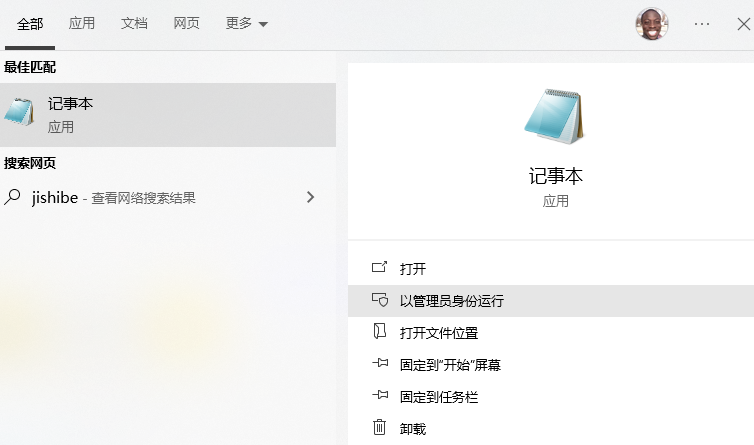 全部 应用 文档 网页 更多
最佳匹配
记事本
应用
搜索网页
jishibe - 查看网络搜索结果
记事本
应用
打开
以管理员身份运行
打开文件位置
固定到"开始"屏幕
固定到任务栏
卸载